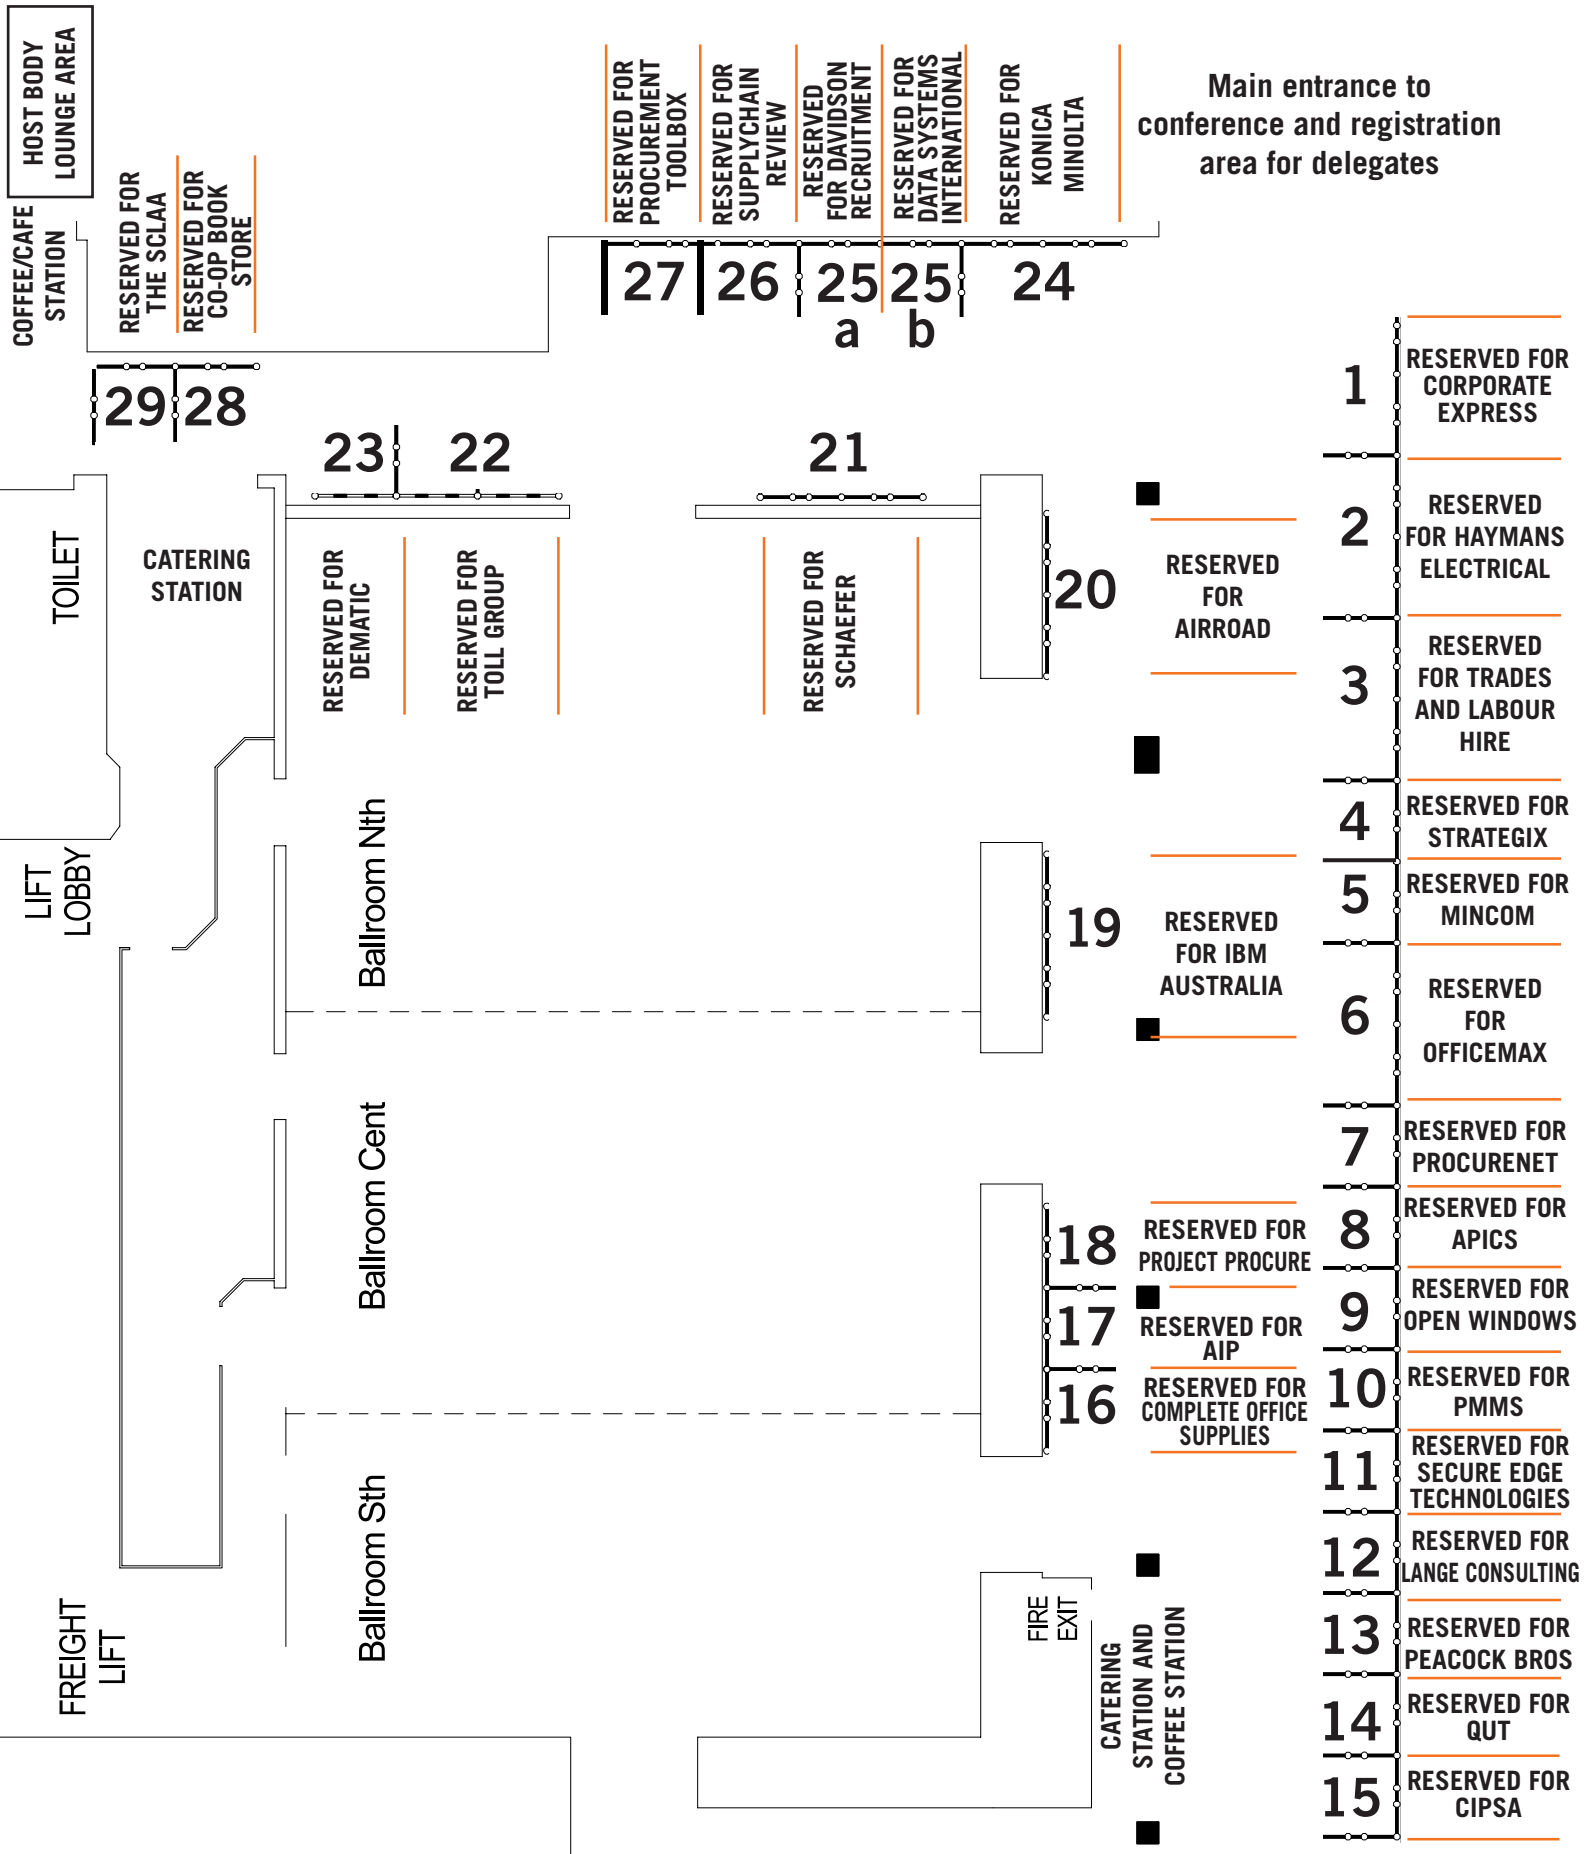 HOST BODY
LOUNGE AREA
COFFEE/CAFE
STATION
RESERVED FOR
THE SCLAA
RESERVED FOR
CO-OP BOOK
STORE
RESERVED FOR
PROCUREMENT
TOOLBOX
RESERVED FOR
SUPPLYCHAIN
REVIEW
RESERVED
FOR DAVIDSON
RECRUITMENT
RESERVED FOR
DATA SYSTEMS
INTERNATIONAL
RESERVED FOR
KONICA
MINOLTA
Main entrance to
conference and registration
area for delegates
27
26
25
a
25
b
24
29
28
23
22
21
TOILET
CATERING
STATION
RESERVED FOR
DEMATIC
RESERVED FOR
TOLL GROUP
RESERVED FOR
SCHAEFER
20
RESERVED
FOR
AIRROAD
LIFT
LOBBY
Ballroom Nth
19
RESERVED
FOR IBM
AUSTRALIA
Ballroom Cent
18
RESERVED FOR
PROJECT PROCURE
17
RESERVED FOR
AIP
16
RESERVED FOR
COMPLETE OFFICE
SUPPLIES
Ballroom Sth
FREIGHT
LIFT
FIRE
EXIT
CATERING
STATION AND
COFFEE STATION
1
RESERVED FOR
CORPORATE
EXPRESS
2
RESERVED
FOR HAYMANS
ELECTRICAL
3
RESERVED
FOR TRADES
AND LABOUR
HIRE
4
RESERVED FOR
STRATEGIX
5
RESERVED FOR
MINCOM
6
RESERVED
FOR
OFFICEMAX
7
RESERVED FOR
PROCURENET
8
RESERVED FOR
APICS
9
RESERVED FOR
OPEN WINDOWS
10
RESERVED FOR
PMMS
11
RESERVED FOR
SECURE EDGE
TECHNOLOGIES
12
RESERVED FOR
LANGE CONSULTING
13
RESERVED FOR
PEACOCK BROS
14
RESERVED FOR
QUT
15
RESERVED FOR
CIPSA